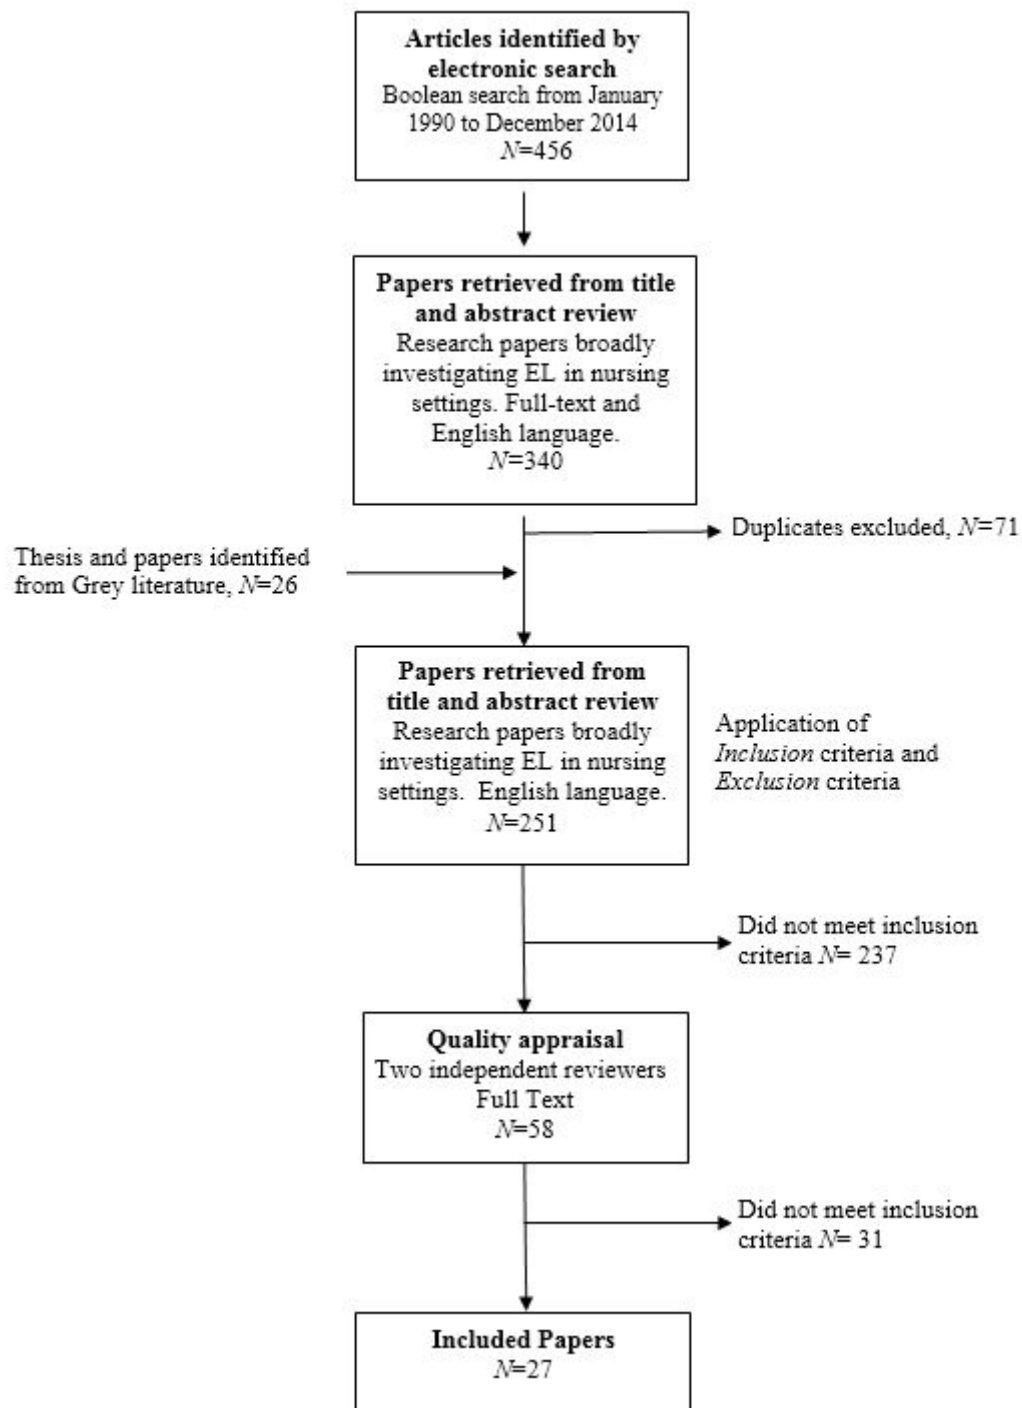 Articles identified by
electronic search
Boolean search from January
1990 to December 2014
N=456
Papers retrieved from title
and abstract review
Research papers broadly
investigating EL in nursing
settings. Full-text and
English language.
N=340
Duplicates excluded, N=71
Thesis and papers identified
from Grey literature, N=26
Papers retrieved from
title and abstract review
Research papers broadly
investigating EL in nursing
settings. English language.
N=251
Application of
Inclusion criteria and
Exclusion criteria
Did not meet inclusion
criteria N= 237
Quality appraisal
Two independent reviewers
Full Text
N=58
Did not meet inclusion
criteria N= 31
Included Papers
N=27